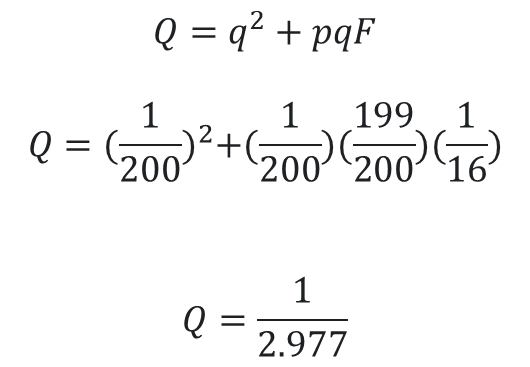 Q = q² + pqF
Q = (1/200)²+(1/200)(199/200)(1/16)
Q = 1/2.977